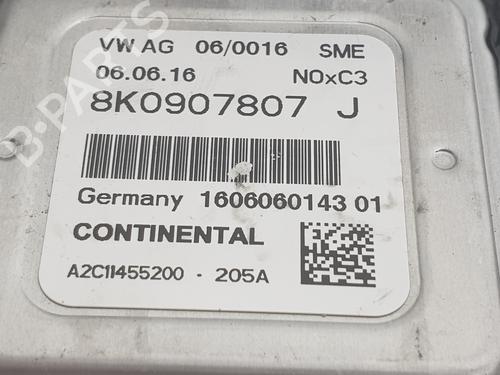 VW AG 06/0016 SME
06.06.16 NOxC3
8K0907807 J
Germany 1606060143 01
CONTINENTAL
A2C11455200 - 205A
B-PARTS